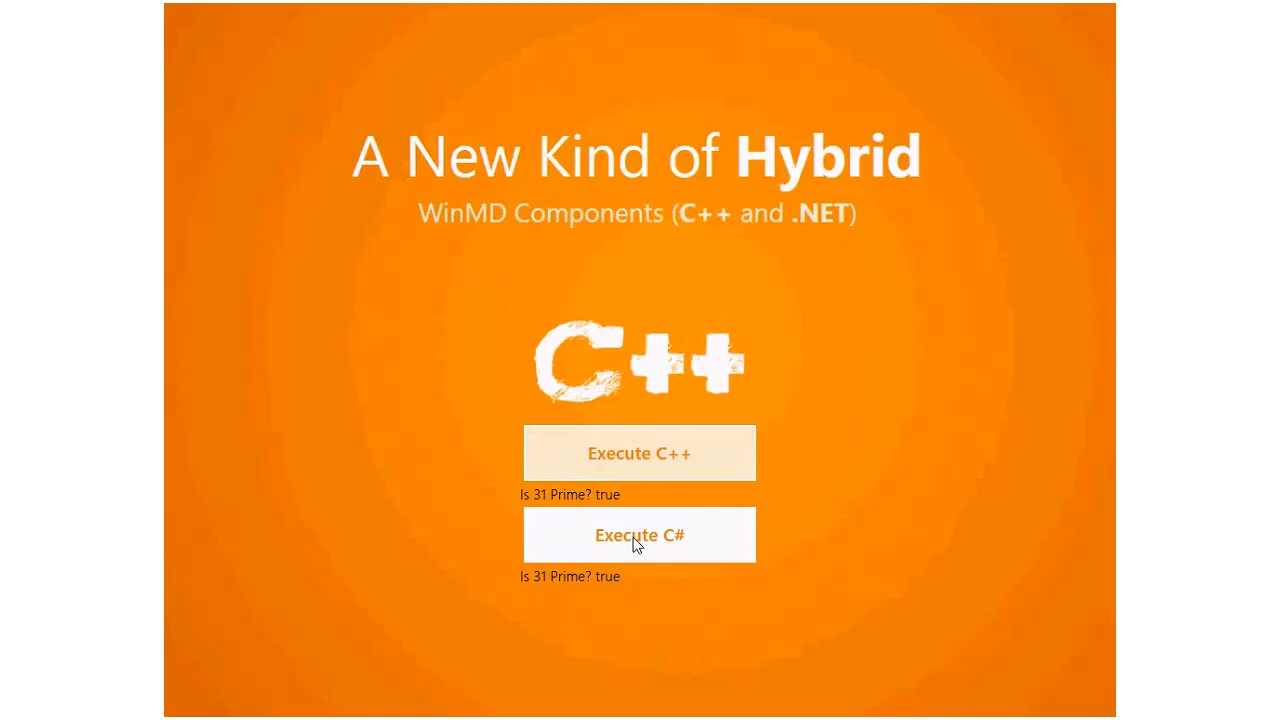 A New Kind of Hybrid
WinMD Components (C++ and .NET)
C++
Execute C++
Is 31 Prime? true
Execute C#
Is 31 Prime? true